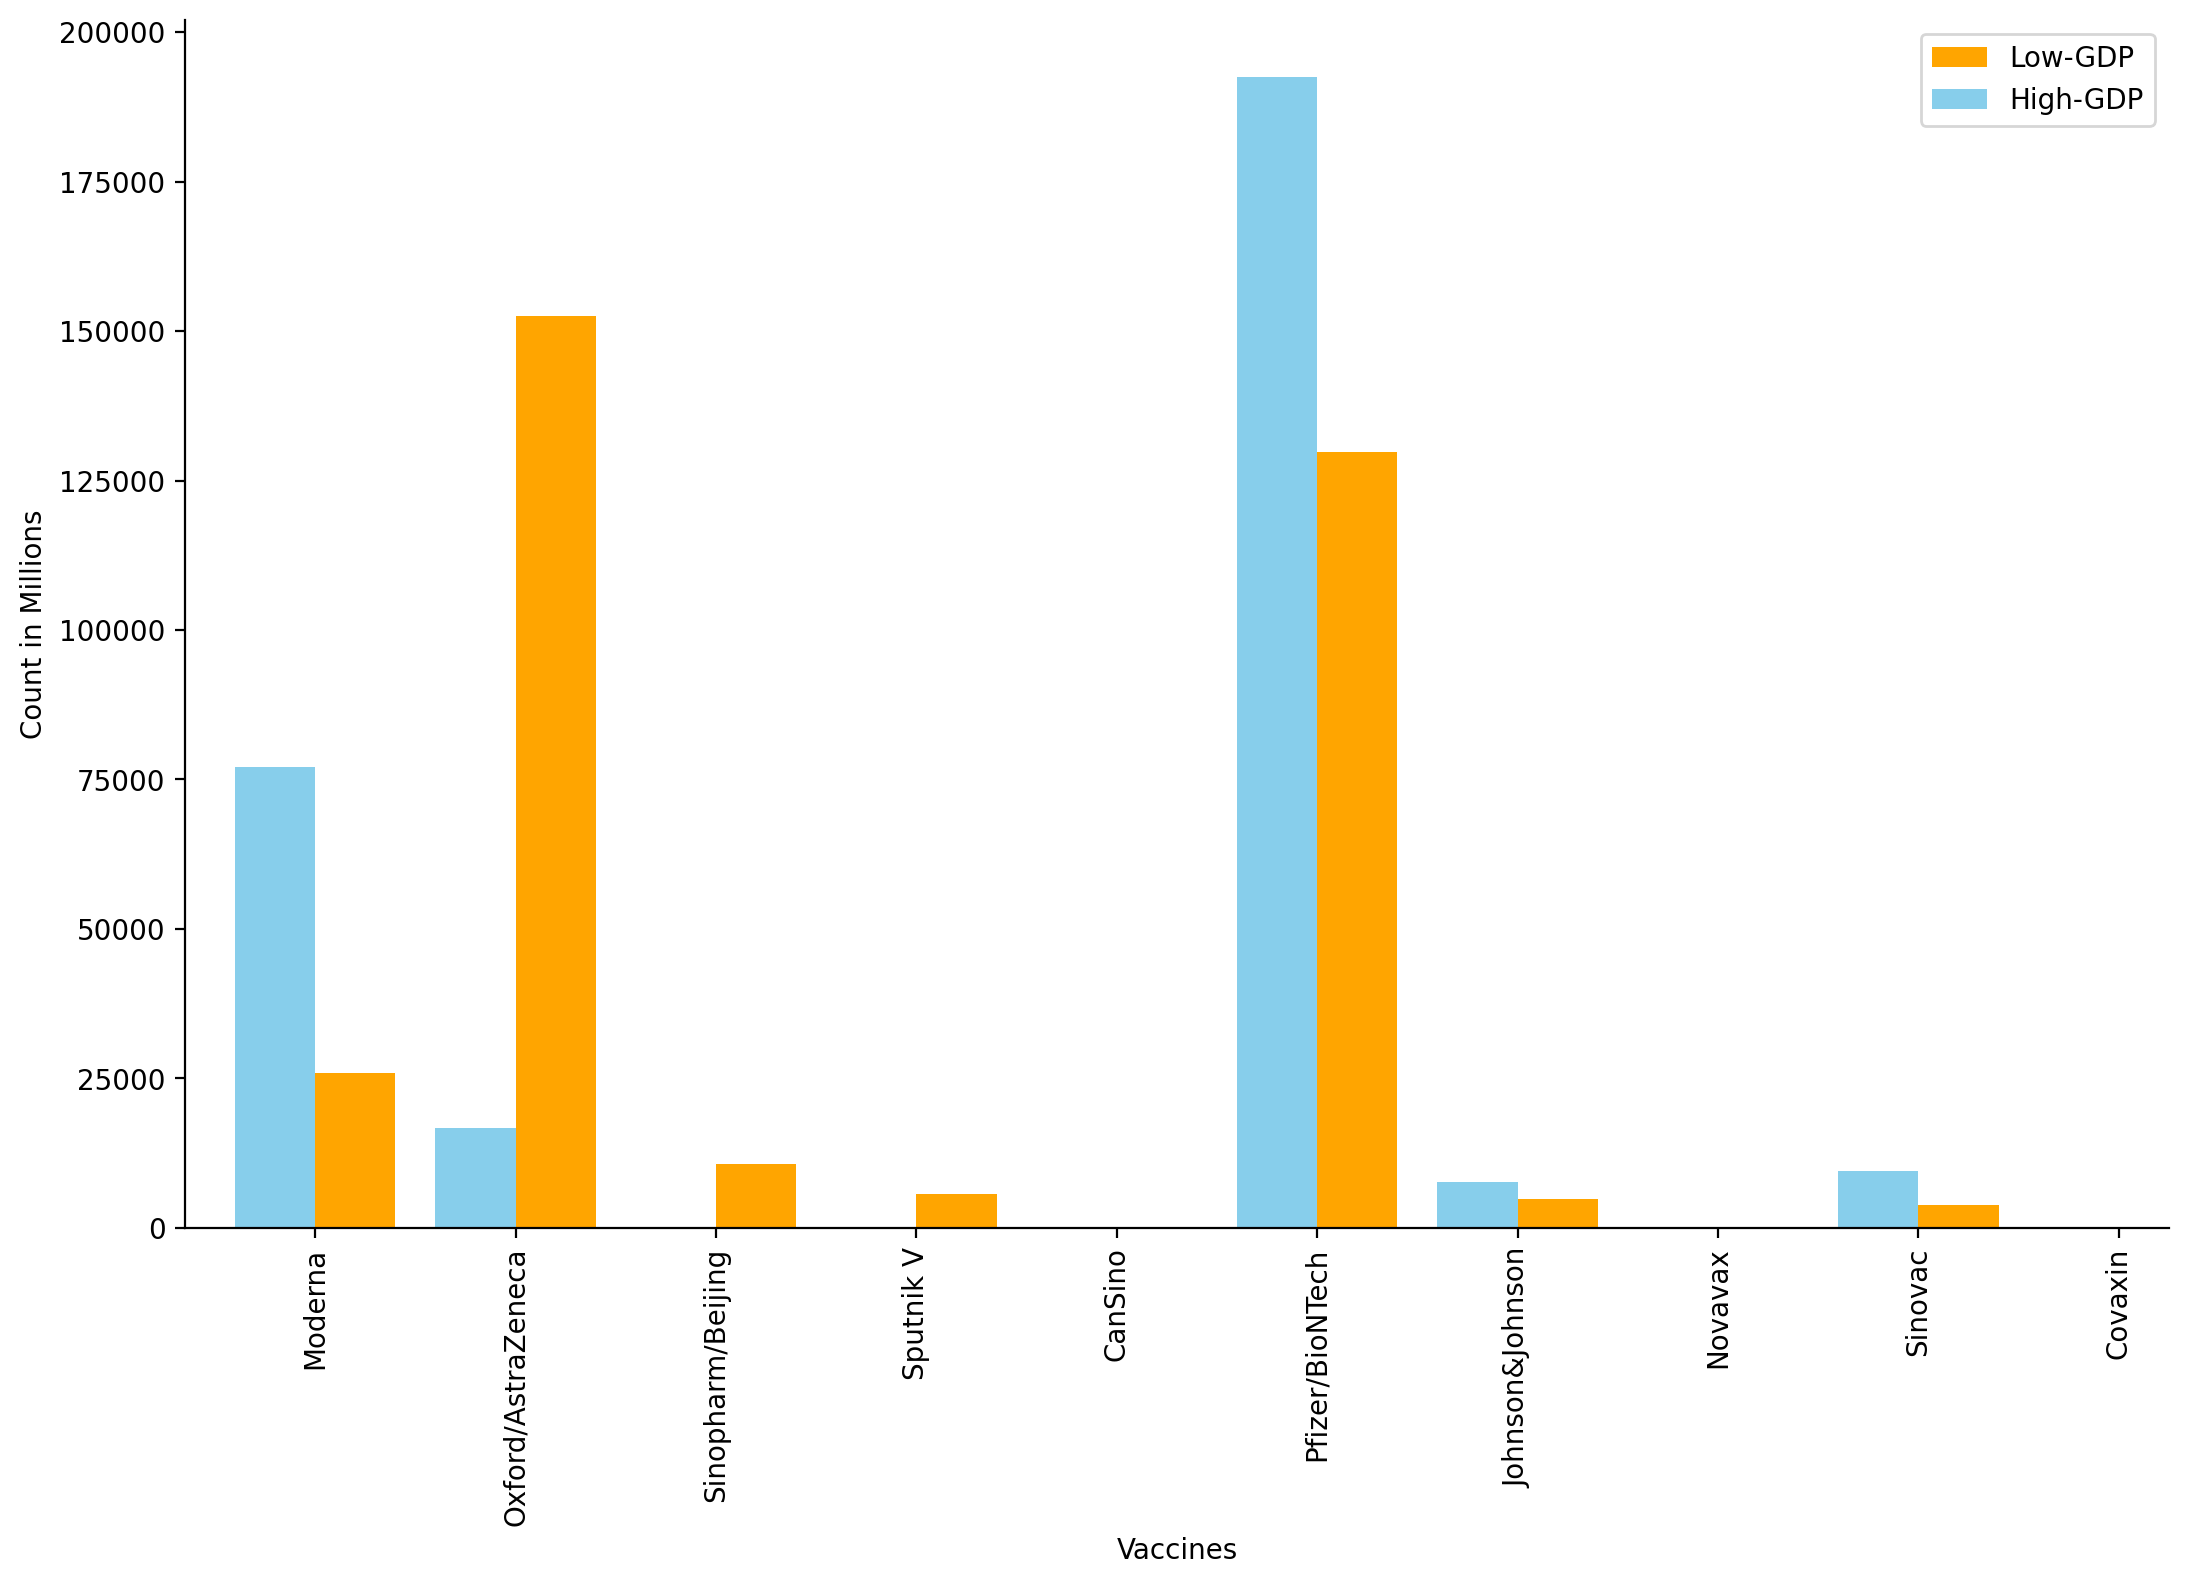 200000
175000
150000
125000
100000
75000
50000
25000
0
Count in Millions
Low-GDP
High-GDP
Moderna
Oxford/AstraZeneca
Sinopharm/Beijing
Sputnik V
CanSino
Pfizer/BioNTech
Johnson&Johnson
Novavax
Sinovac
Covaxin
Vaccines